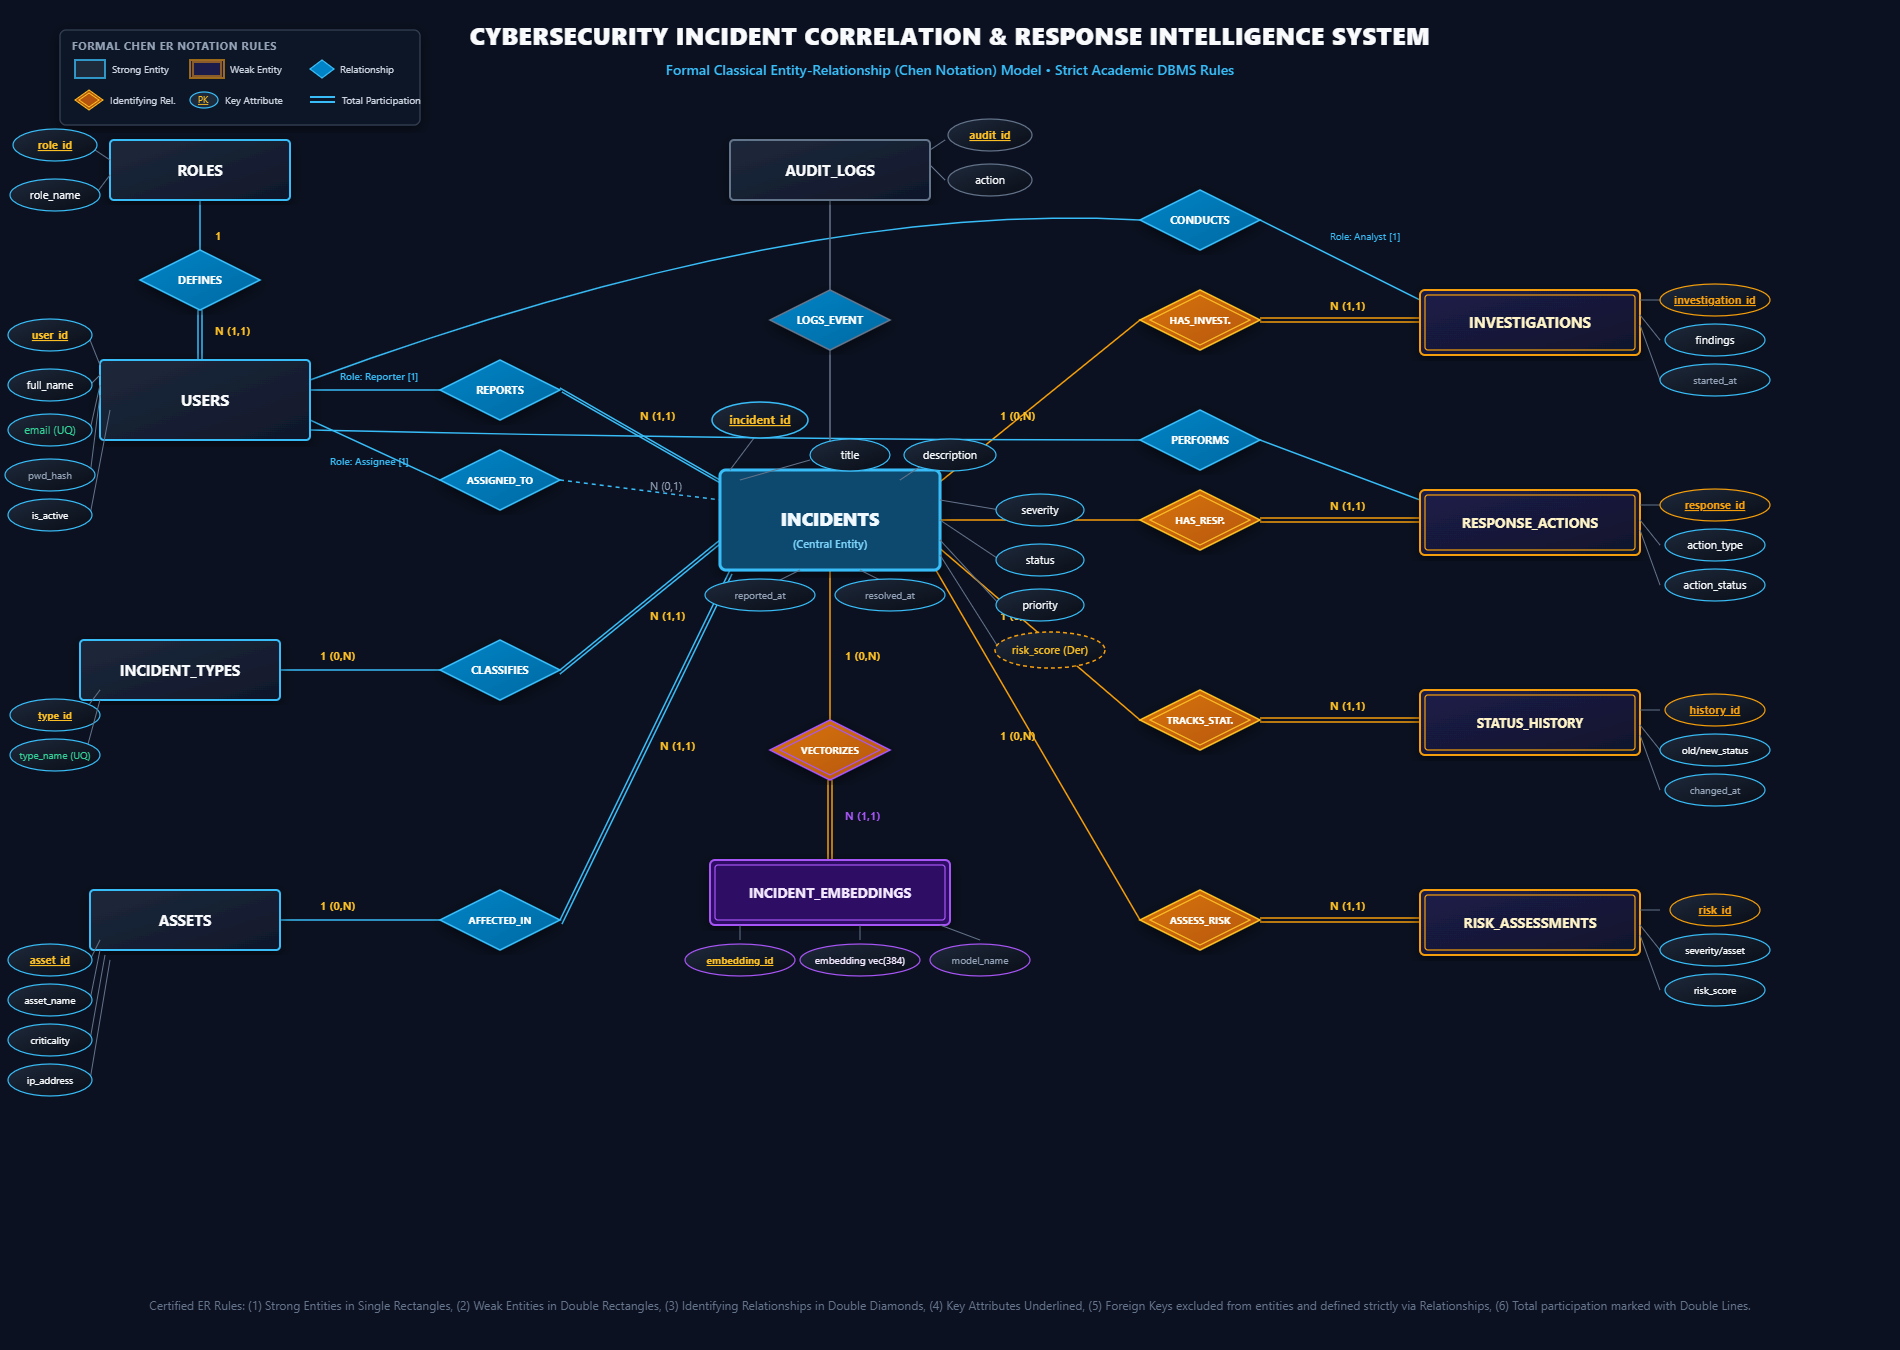 CYBERSECURITY INCIDENT CORRELATION & RESPONSE INTELLIGENCE SYSTEM
Formal Classical Entity-Relationship (Chen Notation) Model • Strict Academic DBMS Rules
FORMAL CHEN ER NOTATION RULES
Strong Entity
Weak Entity
Relationship
Identifying Rel.
PK
Key Attribute
Total Participation
role_id
role_name
ROLES
1
DEFINES
N (1,1)
user_id
full_name
email (UQ)
pwd_hash
is_active
USERS
Role: Reporter [1]
REPORTS
N (1,1)
Role: Assignee [1]
ASSIGNED_TO
N (0,1)
AUDIT_LOGS
audit_id
action
LOGS_EVENT
CONDUCTS
Role: Analyst [1]
HAS_INVEST.
1 (0,N)
N (1,1)
INVESTIGATIONS
investigation_id
findings
started_at
PERFORMS
incident_id
title
description
INCIDENTS
(Central Entity)
severity
status
priority
risk_score (Der)
reported_at
resolved_at
HAS_RESP.
N (1,1)
RESPONSE_ACTIONS
response_id
action_type
action_status
INCIDENT_TYPES
type_id
type_name (UQ)
1 (0,N)
CLASSIFIES
N (1,1)
TRACKS_STAT.
N (1,1)
STATUS_HISTORY
history_id
old/new_status
changed_at
1 (0,N)
VECTORIZES
N (1,1)
INCIDENT_EMBEDDINGS
embedding_id
embedding vec(384)
model_name
ASSETS
asset_id
asset_name
criticality
ip_address
1 (0,N)
AFFECTED_IN
N (1,1)
1 (0,N)
ASSESS_RISK
N (1,1)
RISK_ASSESSMENTS
risk_id
severity/asset
risk_score
Certified ER Rules: (1) Strong Entities in Single Rectangles, (2) Weak Entities in Double Rectangles, (3) Identifying Relationships in Double Diamonds, (4) Key Attributes Underlined, (5) Foreign Keys excluded from entities and defined strictly via Relationships, (6) Total participation marked with Double Lines.